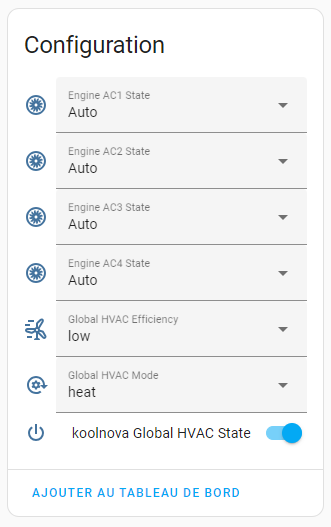 Configuration
Engine AC1 State
Auto
Engine AC2 State
Auto
Engine AC3 State
Auto
Engine AC4 State
Auto
Global HVAC Efficiency
low
Global HVAC Mode
heat
koolnova Global HVAC State
AJOUTER AU TABLEAU DE BORD